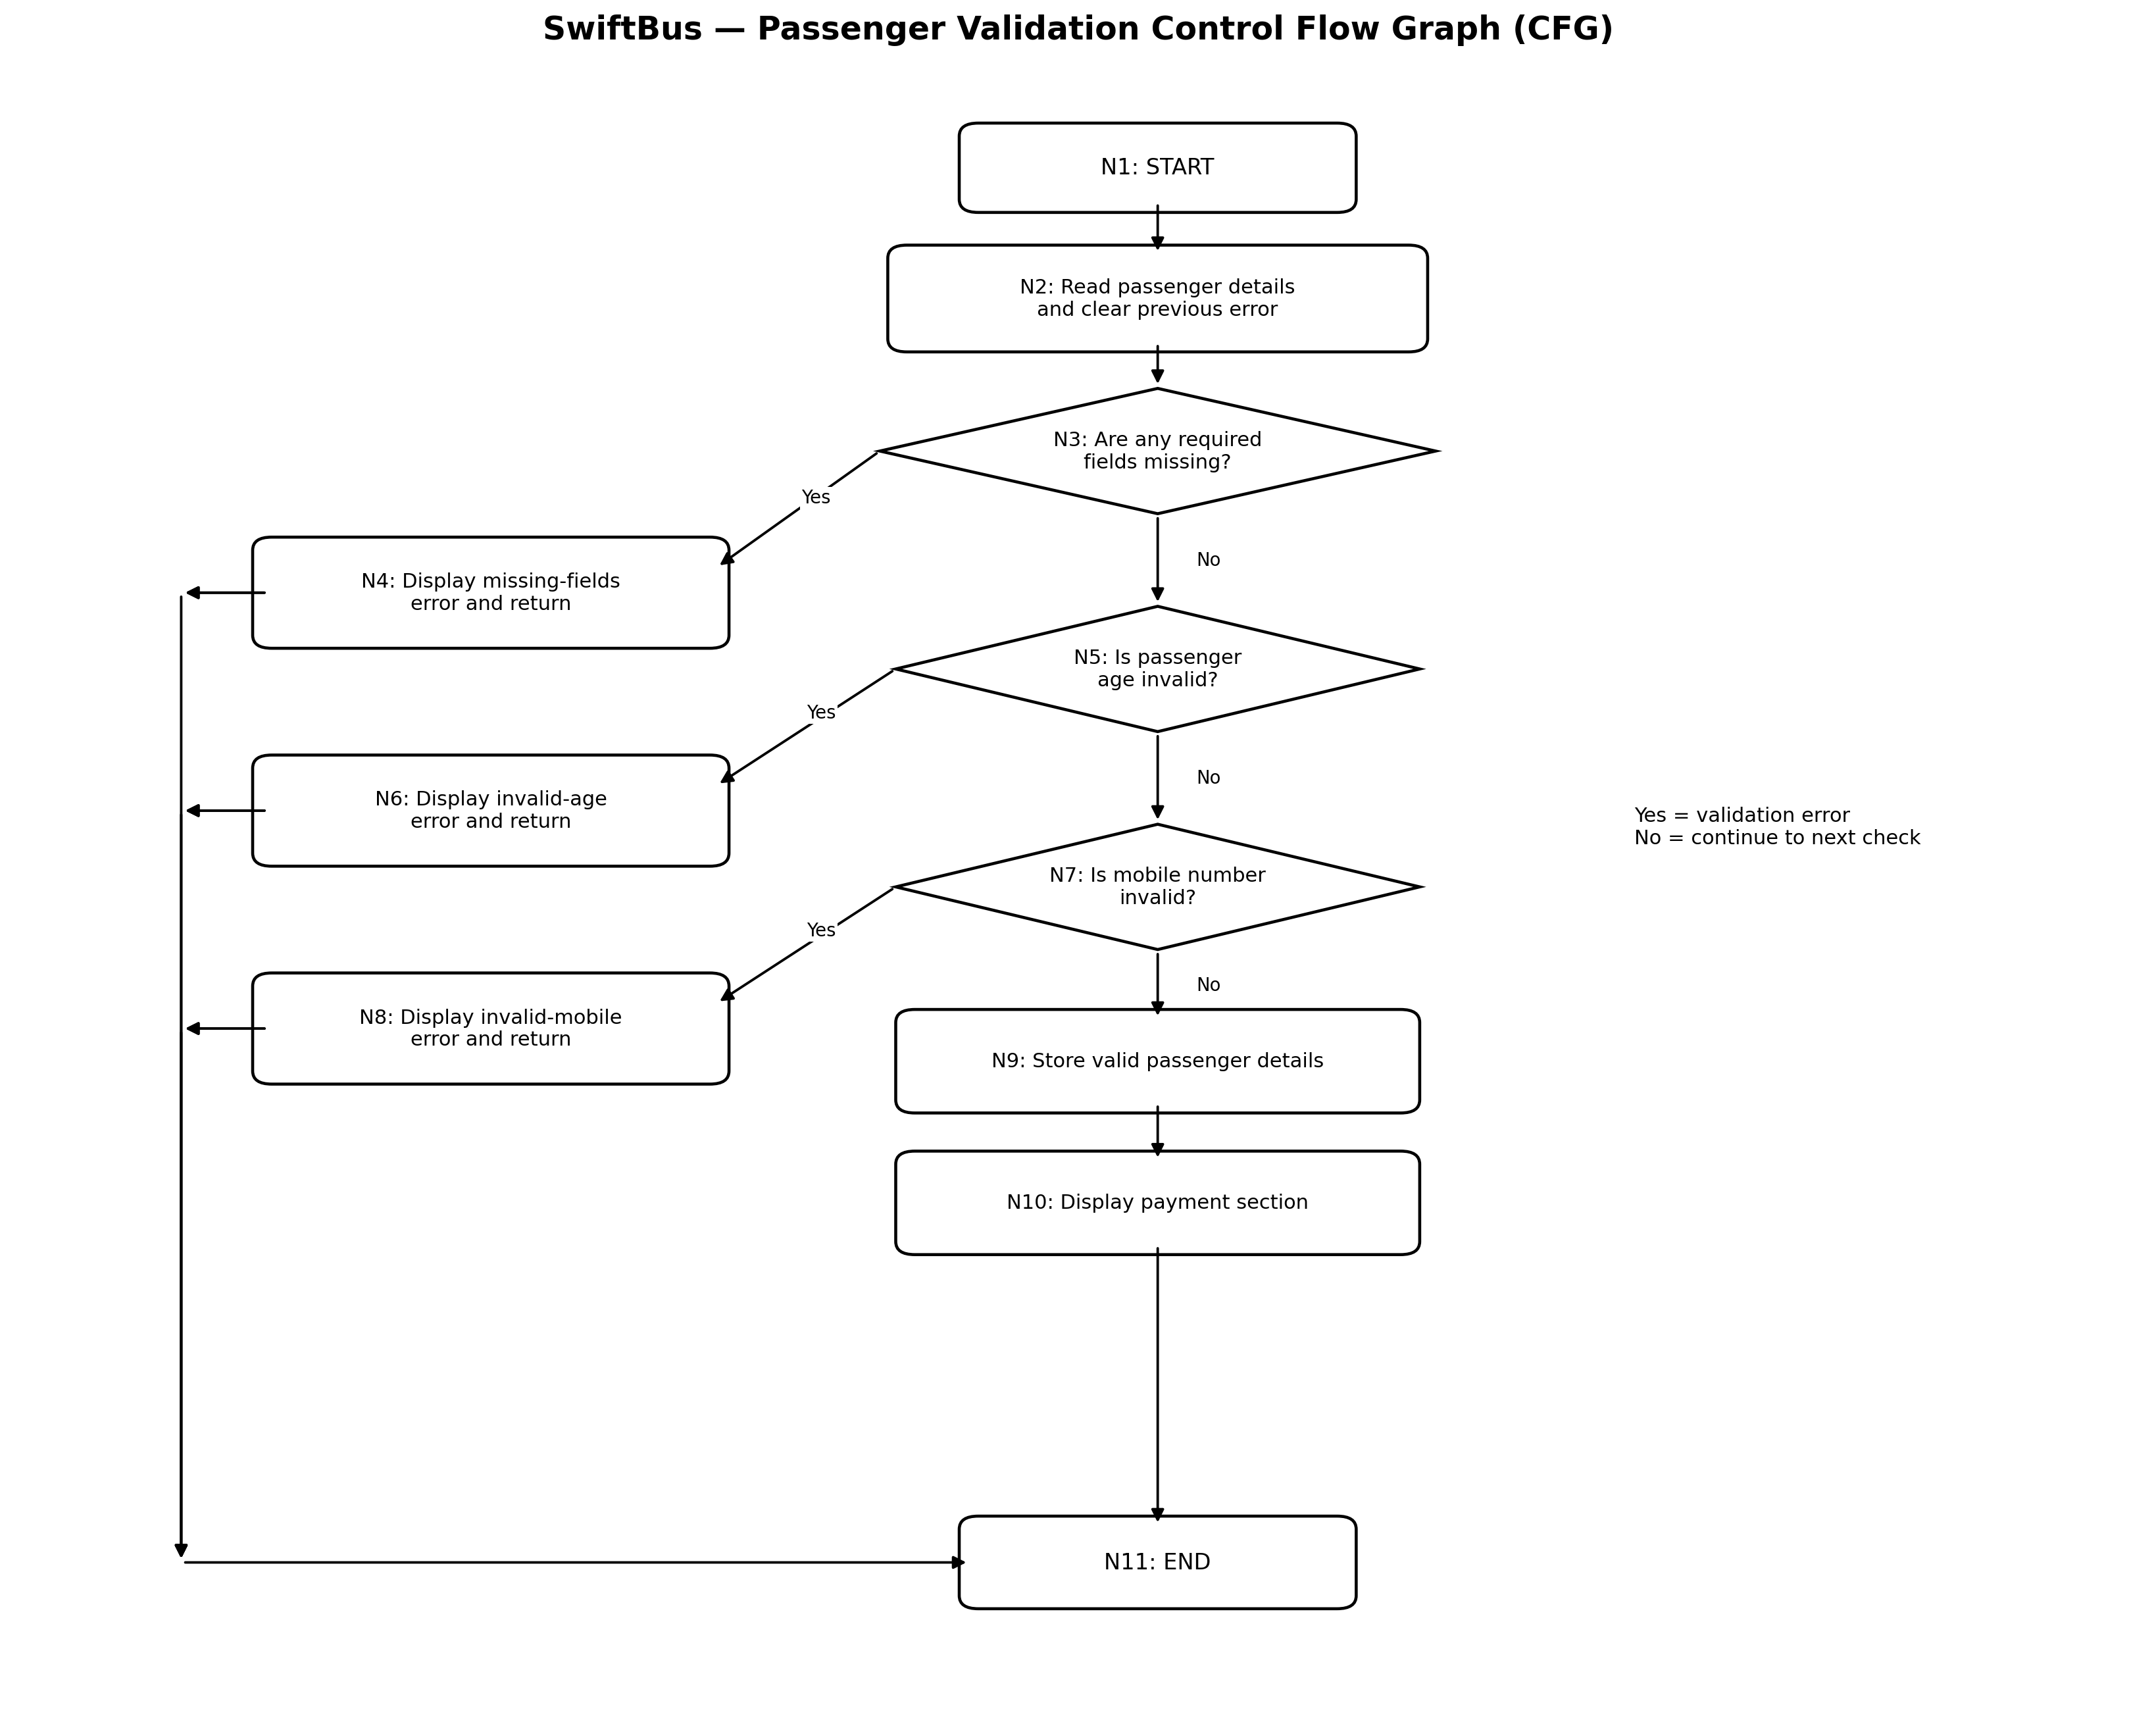 SwiftBus — Passenger Validation Control Flow Graph (CFG)
N1: START
N2: Read passenger details
and clear previous error
N3: Are any required
fields missing?
Yes
No
N4: Display missing-fields
error and return
N5: Is passenger
age invalid?
Yes
No
N6: Display invalid-age
error and return
Yes = validation error
No = continue to next check
N7: Is mobile number
invalid?
Yes
No
N8: Display invalid-mobile
error and return
N9: Store valid passenger details
N10: Display payment section
N11: END